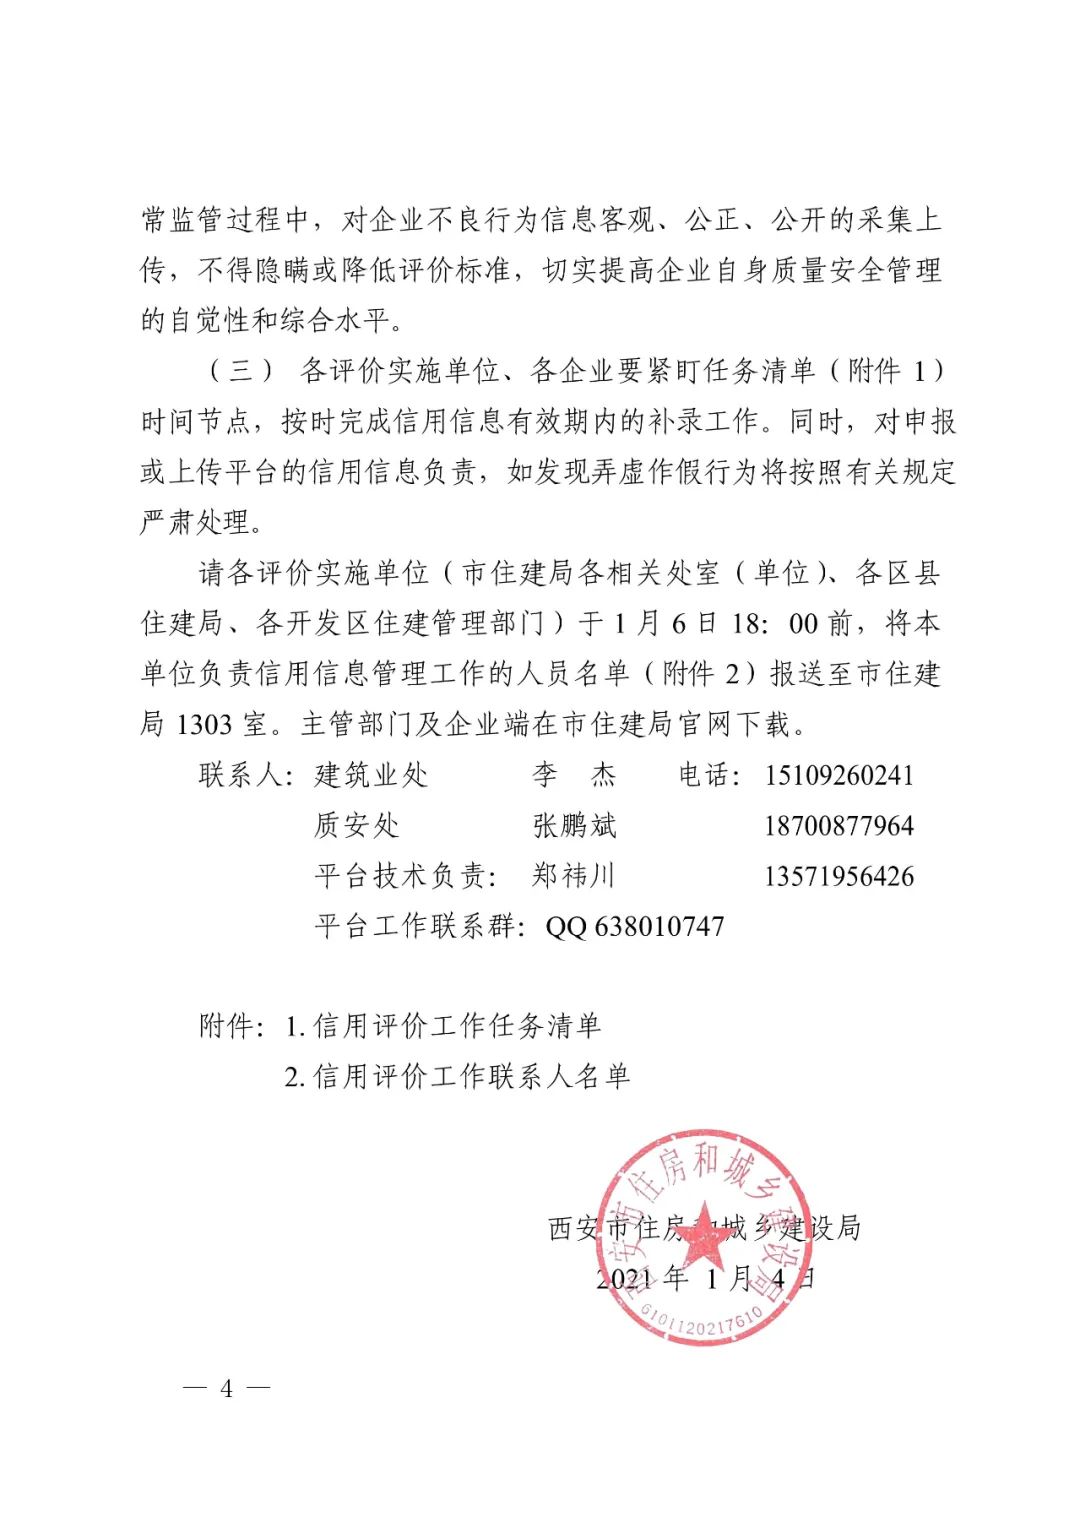 常监管过程中，对企业不良行为信息客观、公正、公开的采集上
传，不得隐瞒或降低评价标准，切实提高企业自身质量安全管理
的自觉性和综合水平。
（三） 各评价实施单位、各企业要紧盯任务清单（附件 1）
时间节点，按时完成信用信息有效期内的补录工作。同时，对申报
或上传平台的信用信息负责，如发现弄虚作假行为将按照有关规定
严肃处理。
请各评价实施单位（市住建局各相关处室（单位）、各区县
住建局、各开发区住建管理部门）于 1 月 6 日 18：00 前，将本
单位负责信用信息管理工作的人员名单（附件 2）报送至市住建
局 1303 室。主管部门及企业端在市住建局官网下载。
联系人：建筑业处 李 杰 电话：15109260241
质安处 张鹏斌 18700877964
平台技术负责： 郑祎川 13571956426
平台工作联系群：QQ 638010747
附件：1. 信用评价工作任务清单
2. 信用评价工作联系人名单
西安市住房和城乡建设局
2021 年 1 月 4 日
西安市住房和城乡建设局
6101120217610
— 4 —